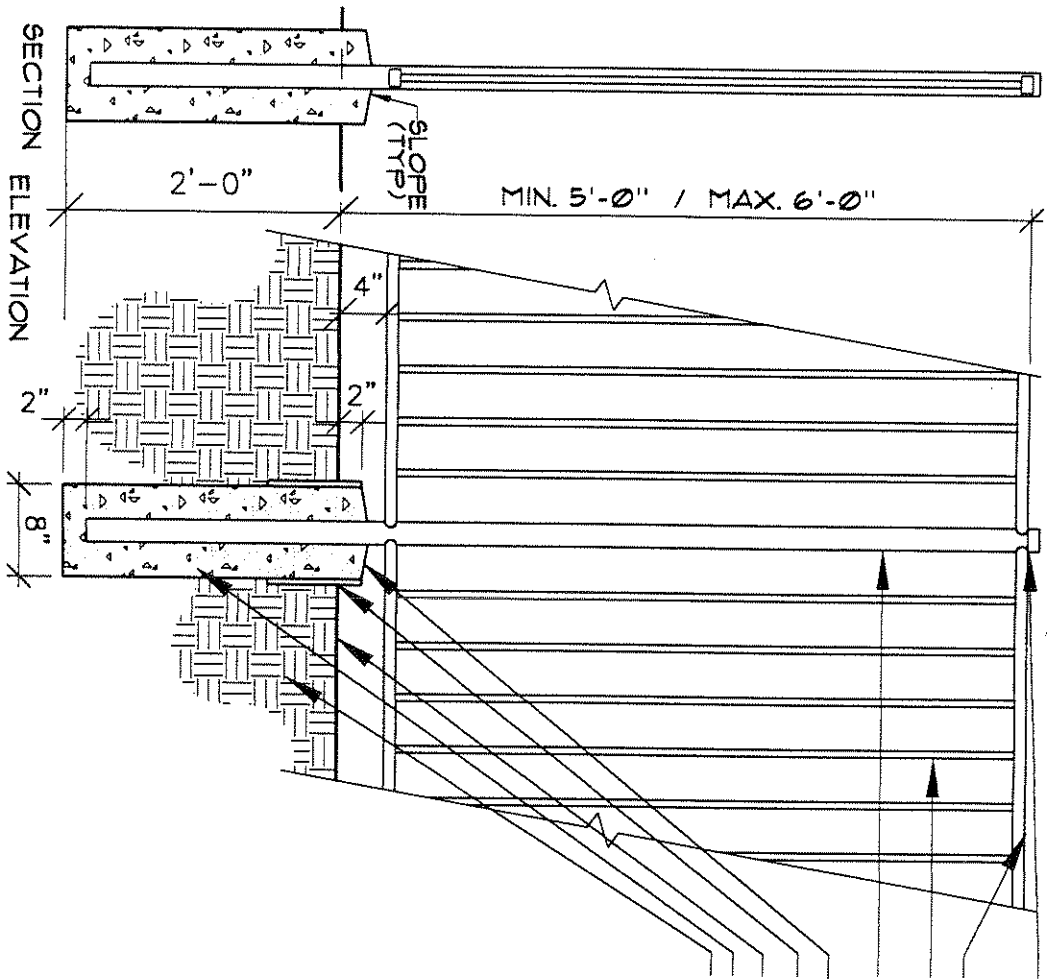 SECTION
ELEVATION
SLOPE
(TYP)
2'-0"
MIN. 5'-0" / MAX. 6'-0"
4"
2"
2"
8"